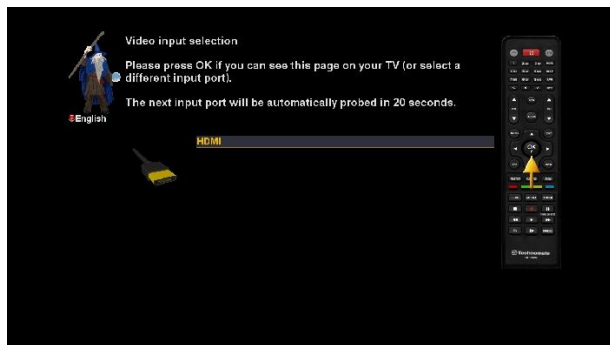 Video input selection
Please press OK if you can see this page on your TV (or select a
different input port).
The next input port will be automatically probed in 20 seconds.
English
HDMI
OK
Technomate